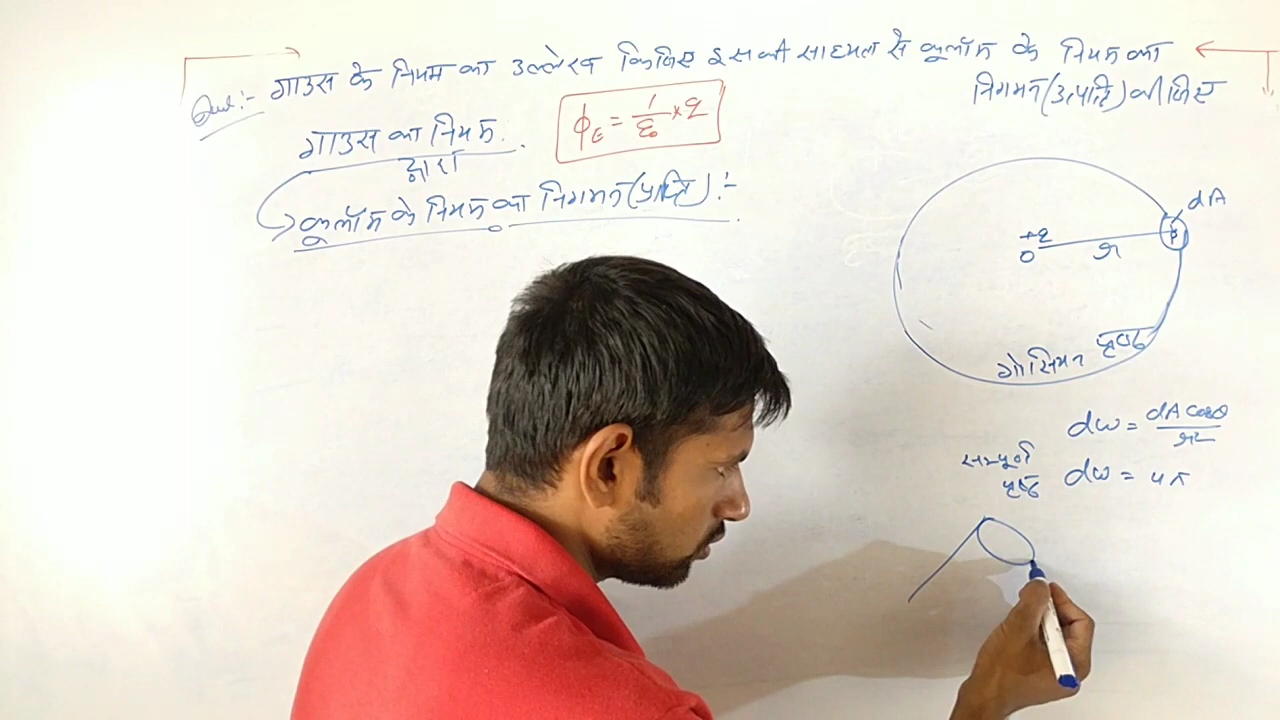 Que:- गाउस के नियम का उल्लेख किजिए इसकी सहायता से कूलॉम के नियम का
निगमन (उत्पत्ति) कीजिए
गाउस का नियम
ϕE = 1/ε0 × q
द्वारा
कूलॉम के नियम का निगमन (प्राप्ति) :-
dA
+q
O
r
P
गोसियन पृष्ठ
dω = dA cosθ / r²
सम्पूर्ण
पृष्ठ dω = 4π